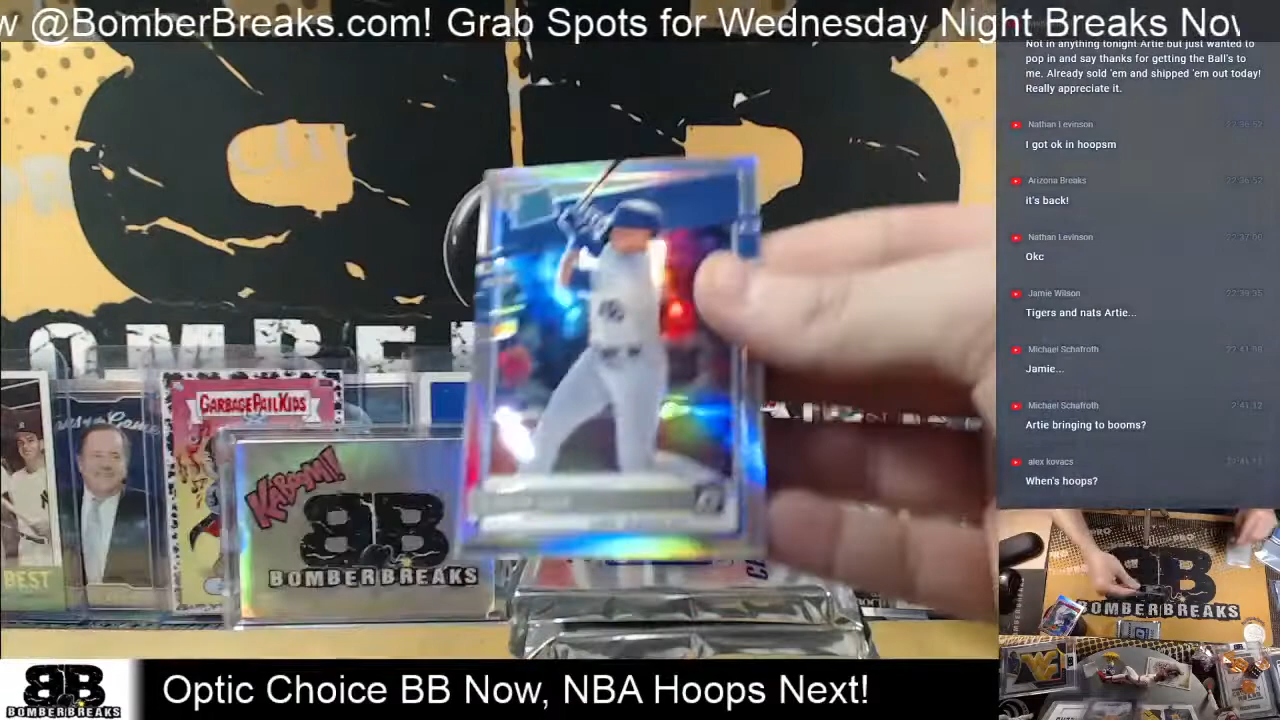 @BomberBreaks.com! Grab Spots for Wednesday Night Breaks Now
Not in anything tonight Artie but just wanted to
pop in and say thanks for getting the Ball's to
me. Already sold 'em and shipped 'em out today!
Really appreciate it.
Nathan Levinson
I got ok in hoopsm
Arizona Breaks
it's back!
Nathan Levinson
Okc
Jamie Wilson
Tigers and nats Artie...
Michael Schafroth
Jamie...
Michael Schafroth
Artie bringing to booms?
alex kovacs
When's hoops?
GARBAGE PAIL KIDS
KABOOM!
BB
BOMBERBREAKS
BEST
BB
BOMBERBREAKS
BB
BOMBERBREAKS
Optic Choice BB Now, NBA Hoops Next!